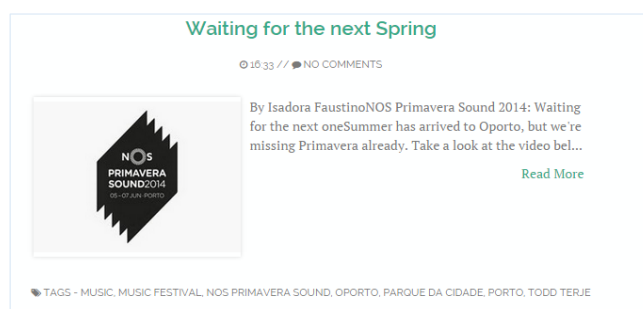 Waiting for the next Spring
16:33 // NO COMMENTS
NOS
PRIMAVERA
SOUND2014
05-07 JUN·PORTO
By Isadora FaustinoNOS Primavera Sound 2014: Waiting
for the next oneSummer has arrived to Oporto, but we're
missing Primavera already. Take a look at the video bel...
Read More
TAGS - MUSIC, MUSIC FESTIVAL, NOS PRIMAVERA SOUND, OPORTO, PARQUE DA CIDADE, PORTO, TODD TERJE